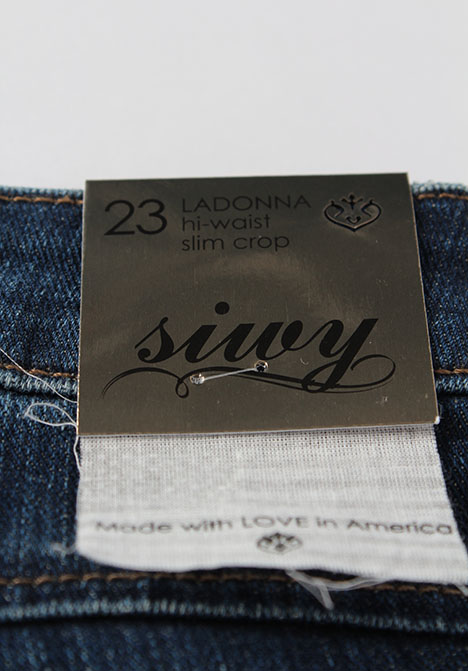 23 LADONNA
hi-waist
slim crop
siwy
Made with LOVE in America